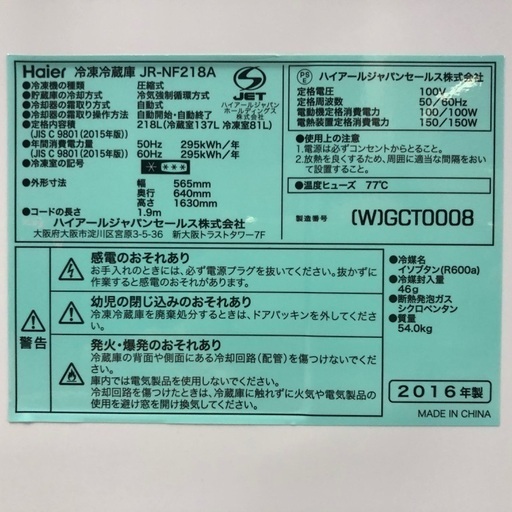 Haier 冷凍冷蔵庫 JR-NF218A
●冷凍機の種類 圧縮式
●貯蔵庫の冷却方式 冷気強制循環方式
●冷却器の霜取り方式 自動式
●冷却器の霜取り操作方法 自動開始・自動終了
●定格内容積 218L(冷蔵室137L 冷凍室81L)
(JIS C 9801(2015年版))
●年間消費電力量 50Hz 295kWh/年
(JIS C 9801(2015年版)) 60Hz 295kWh/年
●冷凍室の記号
●外形寸法 幅 565mm
奥行 640mm
高さ 1630mm
●コードの長さ 1.9m
ハイアールジャパンセールス株式会社
大阪府大阪市淀川区宮原3-5-36 新大阪トラストタワー7F
JET
ハイアールジャパン
ホールディングス
株式会社
PS
E
ハイアールジャパンセールス株式会社
定格電圧 100V
定格周波数 50/60Hz
電動機定格消費電力 100/100W
電熱装置定格消費電力 150/150W
●使用上の注意
1.電源は必ずコンセントからとること。
2.放熱を良くするため、周囲に適当な間隔をおいて設置すること。
●温度ヒューズ 77℃
製造番号 (W)GCT0008
警告
感電のおそれあり
お手入れのときには、必ず電源プラグを抜いてください。抜かずに
作業すると感電のおそれがあります。
幼児の閉じ込みのおそれあり
冷凍冷蔵庫を廃棄処分するときは、ドアパッキンを外してください。
発火・爆発のおそれあり
冷蔵庫の背面や側面にある冷却回路(配管)を傷つけないでください。
庫内では電気製品を使用しないでください。
冷却回路を傷つけたときは、冷蔵庫に触れずに火気や電気製品の
使用を避け窓を開け換気してください。
●冷媒名
イソブタン(R600a)
●冷媒封入量
46g
●断熱発泡ガス
シクロペンタン
●質量
54.0kg
2016年製
MADE IN CHINA